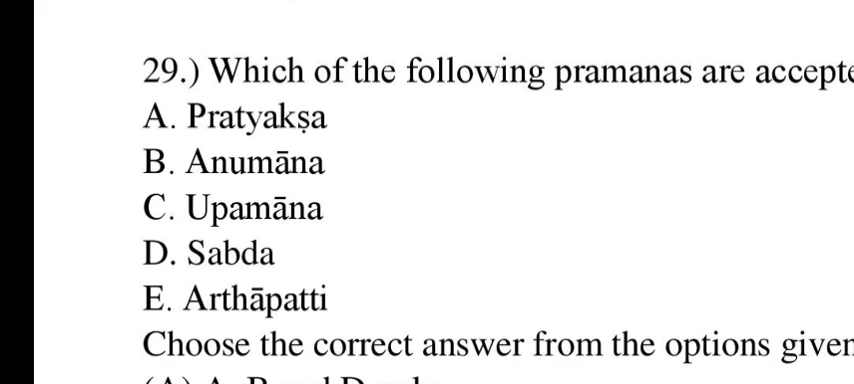 29.) Which of the following pramanas are accepte
A. Pratyakṣa
B. Anumāna
C. Upamāna
D. Sabda
E. Arthāpatti
Choose the correct answer from the options given